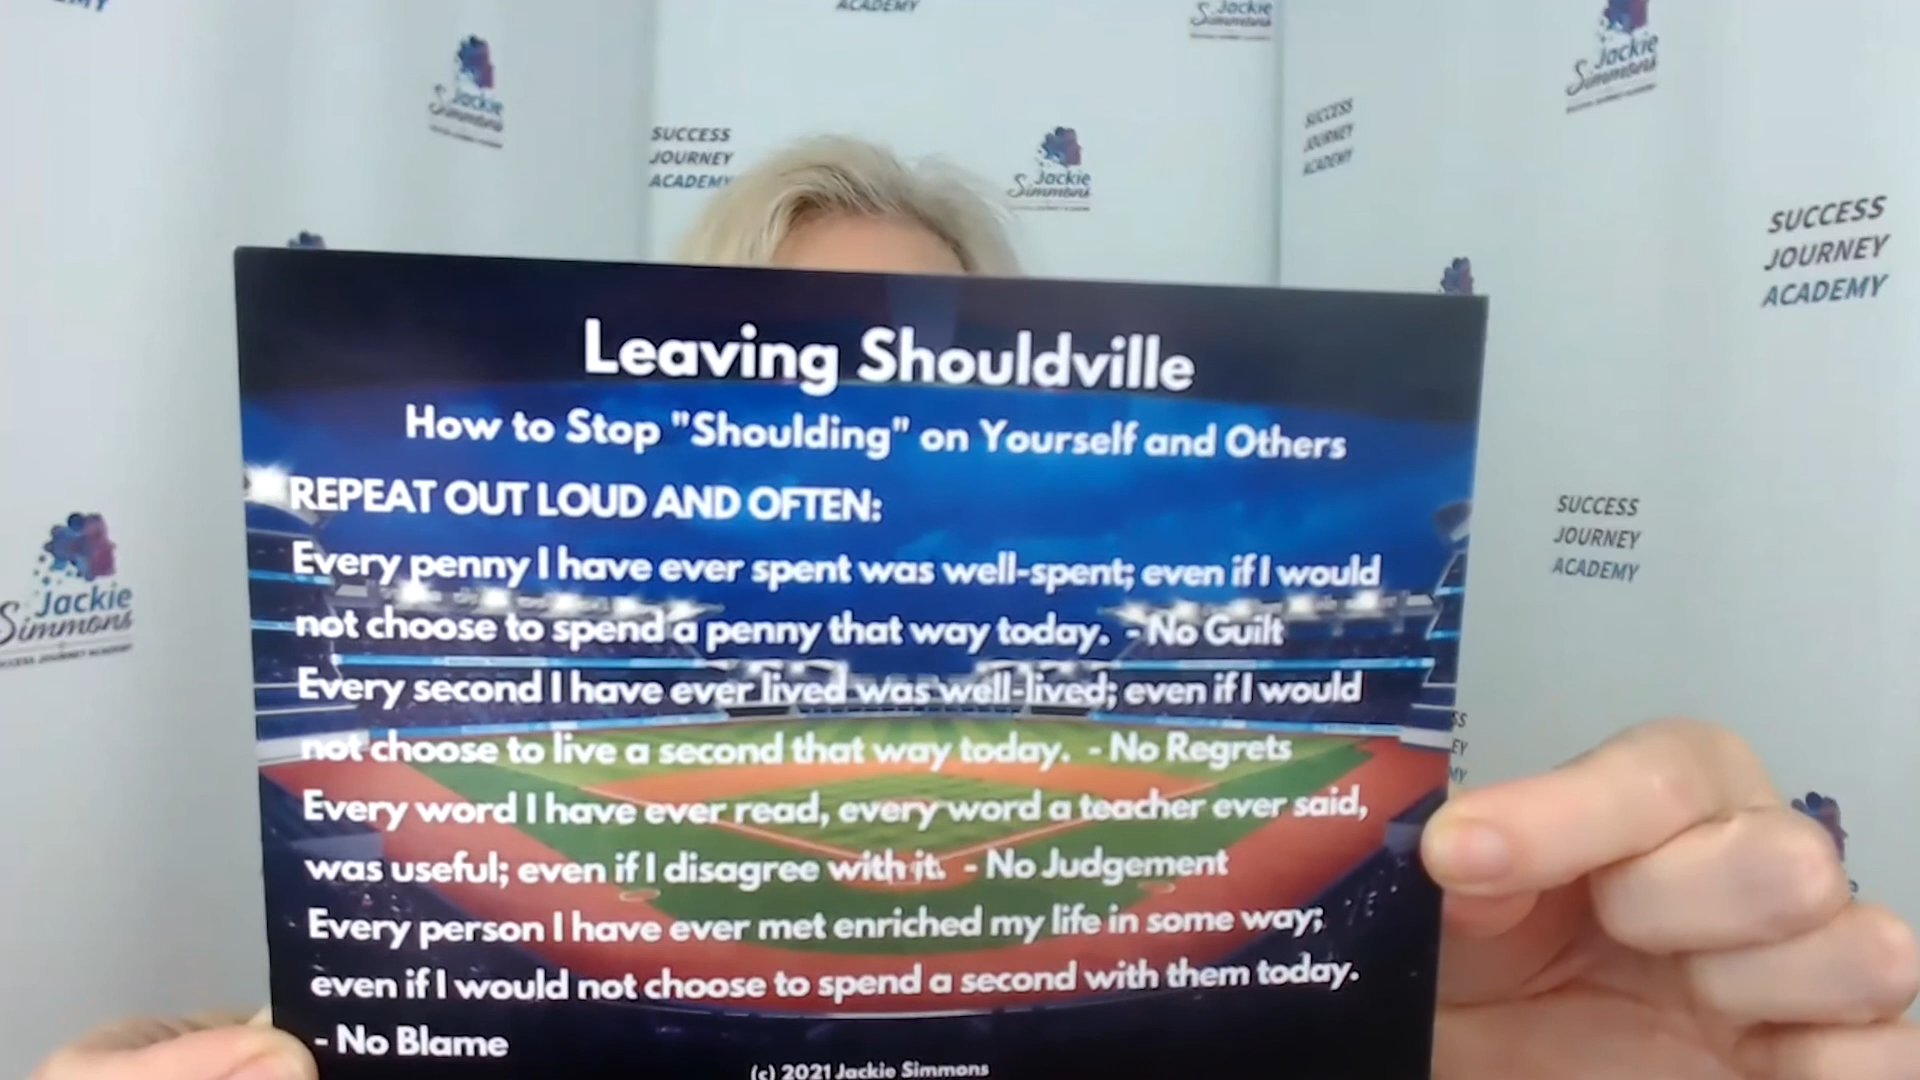 ACADEMY
Jackie
Simmons
Jackie
Simmons
Jackie
Simmons
SUCCESS
JOURNEY
ACADEMY
SUCCESS
JOURNEY
ACADEMY
Jackie
Simmons
SUCCESS
JOURNEY
ACADEMY
Leaving Shouldville
How to Stop "Shoulding" on Yourself and Others
REPEAT OUT LOUD AND OFTEN:
Every penny I have ever spent was well-spent; even if I would
not choose to spend a penny that way today. - No Guilt
Every second I have ever lived was well-lived; even if I would
not choose to live a second that way today. - No Regrets
Every word I have ever read, every word a teacher ever said,
was useful; even if I disagree with it. - No Judgement
Every person I have ever met enriched my life in some way;
even if I would not choose to spend a second with them today.
- No Blame
(c) 2021 Jackie Simmons
SUCCESS
JOURNEY
ACADEMY
Jackie
Simmons